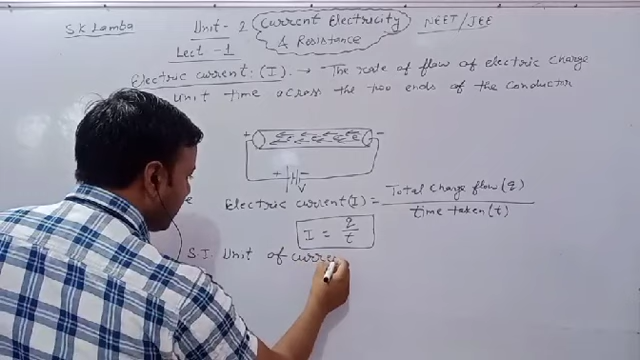 S.K Lamba
Unit - 2 Current Electricity NEET/JEE
Lect - 1 & Resistance
Electric current: (I). → The rate of flow of electric charge
unit time across the two ends of the conductor
+ −
+ −
Electric current (I) = Total charge flow (q)
time taken (t)
I = q
t
S.I. Unit of curre